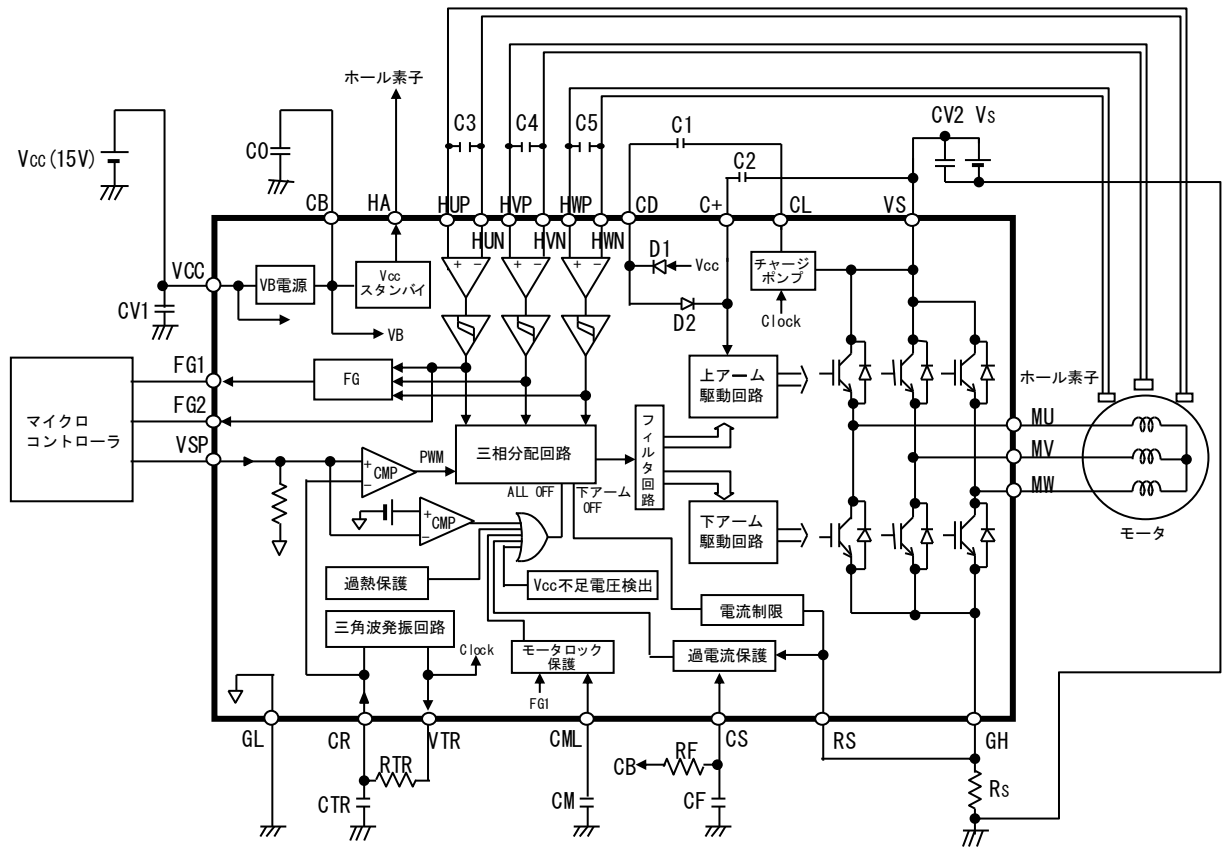 ホール素子
C3
C4
C5
C1
C2
CV2
VS
VCC(15V)
C0
CB
HA
HUP
HUN
HVP
HVN
HWP
HWN
CD
C+
CL
VS
VCC
CV1
VB電源
Vcc
スタンバイ
VB
D1
Vcc
D2
チャージ
ポンプ
Clock
マイクロ
コントローラ
FG1
FG2
VSP
FG
上アーム
駆動回路
ホール素子
MU
MV
MW
モータ
PWM
三相分配回路
フィルタ回路
CMP
ALL OFF
下アーム
OFF
CMP
下アーム
駆動回路
過熱保護
Vcc不足電圧検出
電流制限
三角波発振回路
Clock
モータロック
保護
過電流保護
FG1
GL
CR
VTR
CML
CS
RS
GH
RTR
CTR
CM
CB
RF
CF
RS